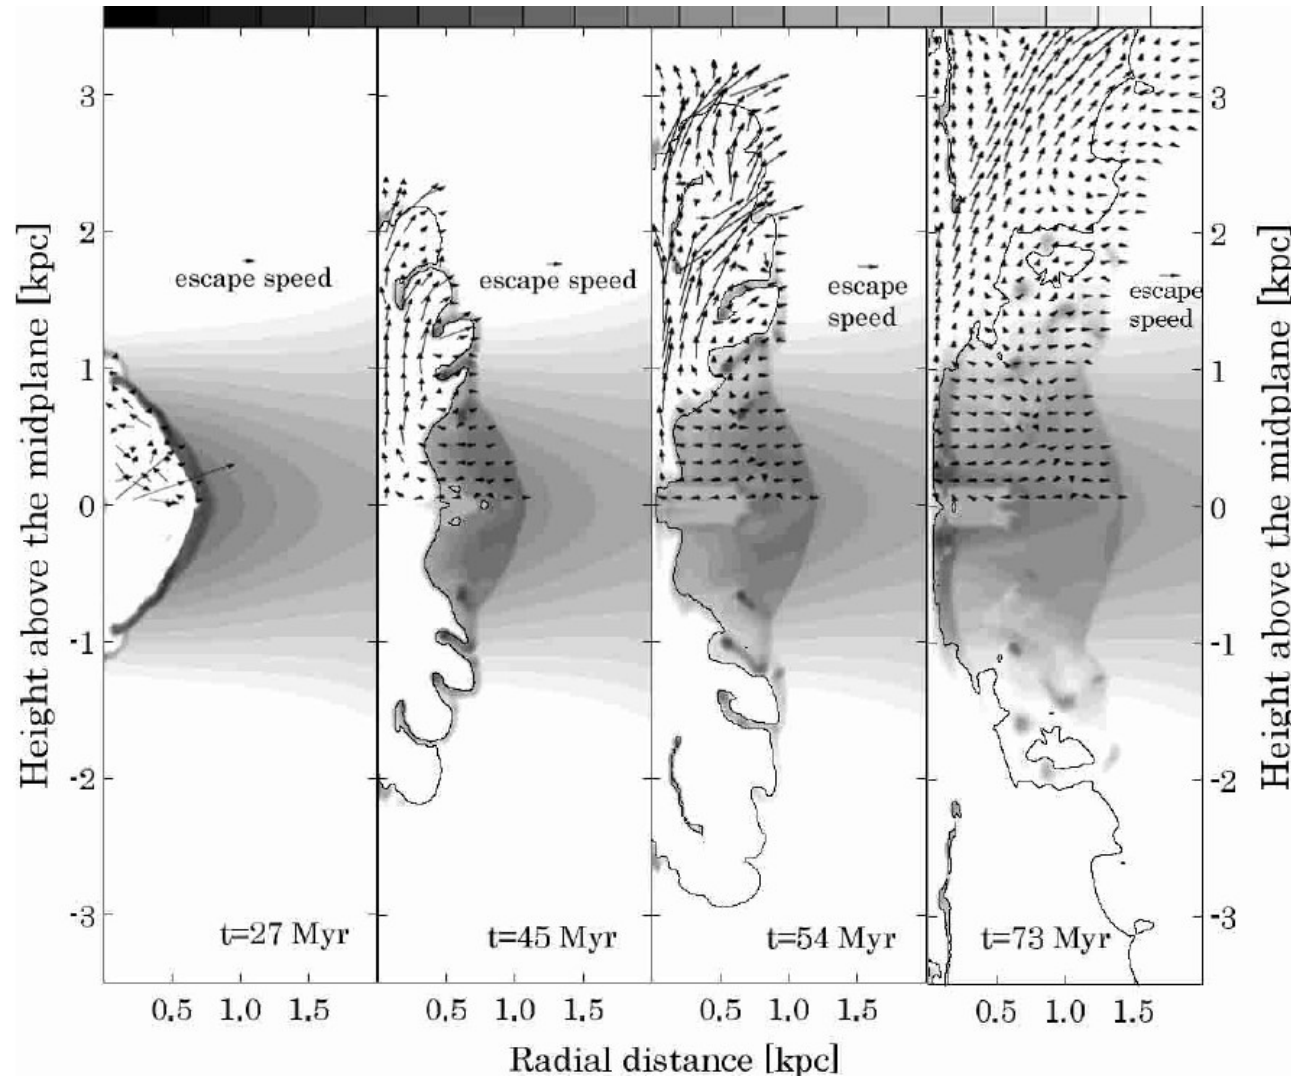 Height above the midplane [kpc]
3
2
1
0
-1
-2
-3
escape speed
t=27 Myr
escape speed
t=45 Myr
escape
speed
t=54 Myr
escape
speed
t=73 Myr
3
2
1
0
-1
-2
-3
Height above the midplane [kpc]
0.5 1.0 1.5 0.5 1.0 1.5 0.5 1.0 1.5 0.5 1.0 1.5
Radial distance [kpc]